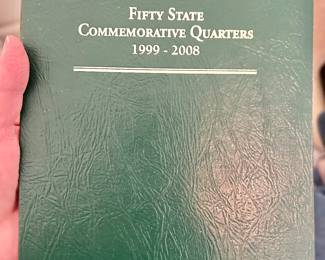 Fifty State
Commemorative Quarters
1999 - 2008